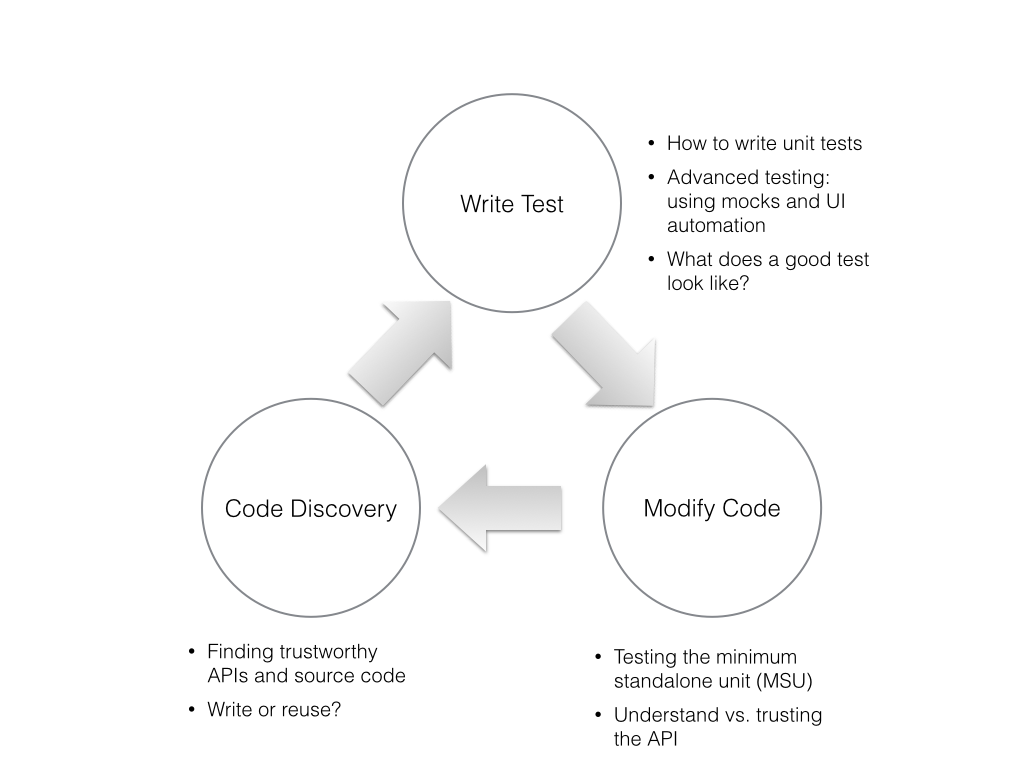 Write Test
• How to write unit tests
• Advanced testing:
using mocks and UI
automation
• What does a good test
look like?
Code Discovery
Modify Code
• Finding trustworthy
APIs and source code
• Write or reuse?
• Testing the minimum
standalone unit (MSU)
• Understand vs. trusting
the API